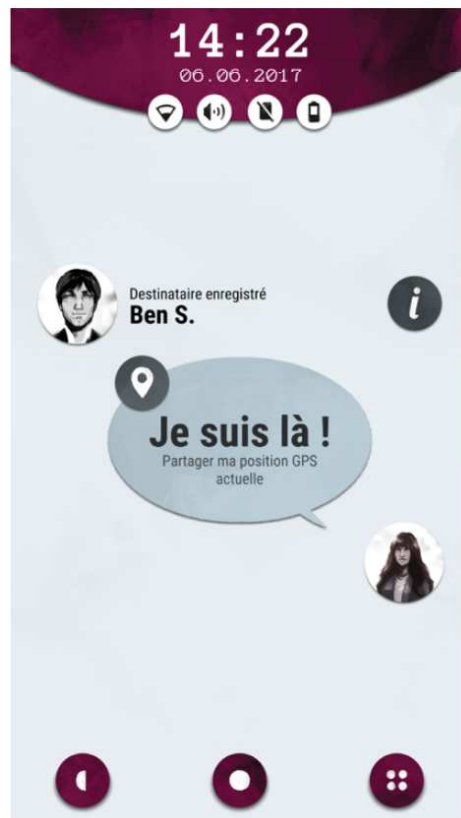 14:22
06.06.2017
Destinataire enregistré
Ben S.
i
Je suis là !
Partager ma position GPS
actuelle